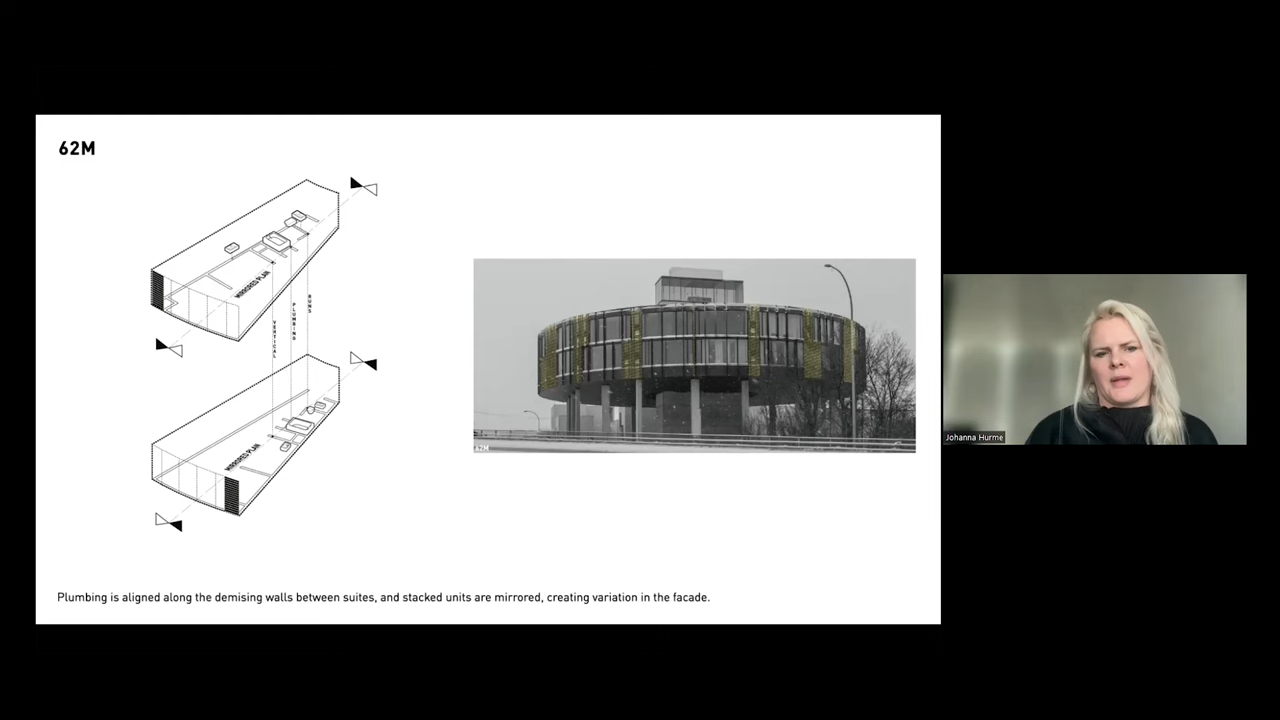 62M
MIRRORED PLAN
VERTICAL
PLUMBING
RUNS
MIRRORED PLAN
62M
Johanna Hurme
Plumbing is aligned along the demising walls between suites, and stacked units are mirrored, creating variation in the facade.